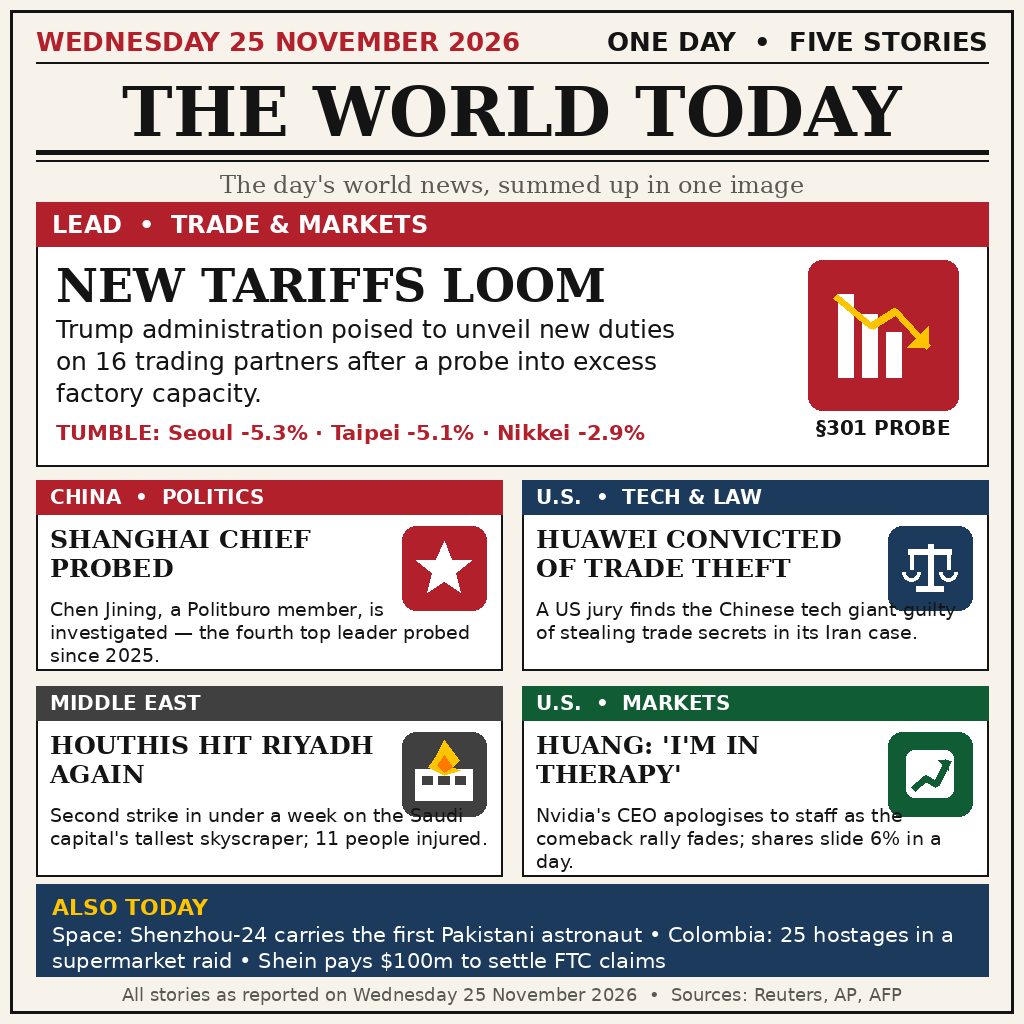 WEDNESDAY 25 NOVEMBER 2026
ONE DAY • FIVE STORIES
THE WORLD TODAY
The day's world news, summed up in one image
LEAD • TRADE & MARKETS
NEW TARIFFS LOOM
Trump administration poised to unveil new duties
on 16 trading partners after a probe into excess
factory capacity.
TUMBLE: Seoul -5.3% · Taipei -5.1% · Nikkei -2.9%
§301 PROBE
CHINA • POLITICS
SHANGHAI CHIEF
PROBED
Chen Jining, a Politburo member, is
investigated — the fourth top leader probed
since 2025.
U.S. • TECH & LAW
HUAWEI CONVICTED
OF TRADE THEFT
A US jury finds the Chinese tech giant guilty
of stealing trade secrets in its Iran case.
MIDDLE EAST
HOUTHIS HIT RIYADH
AGAIN
Second strike in under a week on the Saudi
capital's tallest skyscraper; 11 people injured.
U.S. • MARKETS
HUANG: 'I'M IN
THERAPY'
Nvidia's CEO apologises to staff as the
comeback rally fades; shares slide 6% in a
day.
ALSO TODAY
Space: Shenzhou-24 carries the first Pakistani astronaut • Colombia: 25 hostages in a
supermarket raid • Shein pays $100m to settle FTC claims
All stories as reported on Wednesday 25 November 2026 • Sources: Reuters, AP, AFP